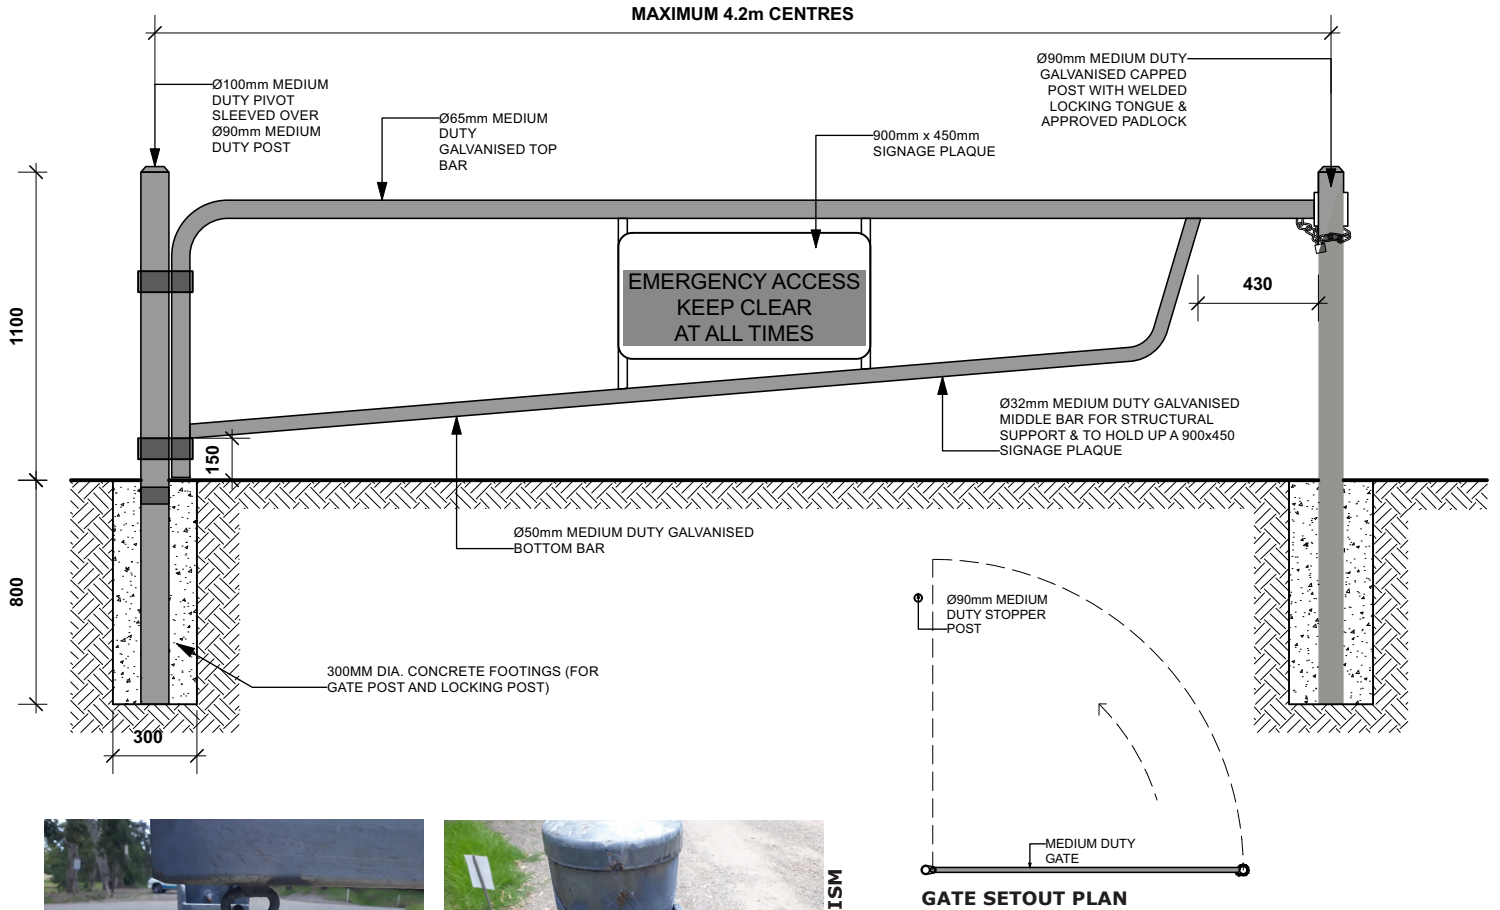 MAXIMUM 4.2m CENTRES
Ø100mm MEDIUM
DUTY PIVOT
SLEEVED OVER
Ø90mm MEDIUM
DUTY POST
Ø65mm MEDIUM
DUTY
GALVANISED TOP
BAR
900mm x 450mm
SIGNAGE PLAQUE
Ø90mm MEDIUM DUTY
GALVANISED CAPPED
POST WITH WELDED
LOCKING TONGUE &
APPROVED PADLOCK
EMERGENCY ACCESS
KEEP CLEAR
AT ALL TIMES
430
1100
150
Ø32mm MEDIUM DUTY GALVANISED
MIDDLE BAR FOR STRUCTURAL
SUPPORT & TO HOLD UP A 900x450
SIGNAGE PLAQUE
Ø50mm MEDIUM DUTY GALVANISED
BOTTOM BAR
800
300MM DIA. CONCRETE FOOTINGS (FOR
GATE POST AND LOCKING POST)
300
Ø90mm MEDIUM
DUTY STOPPER
POST
MEDIUM DUTY
GATE
GATE SETOUT PLAN
ISM